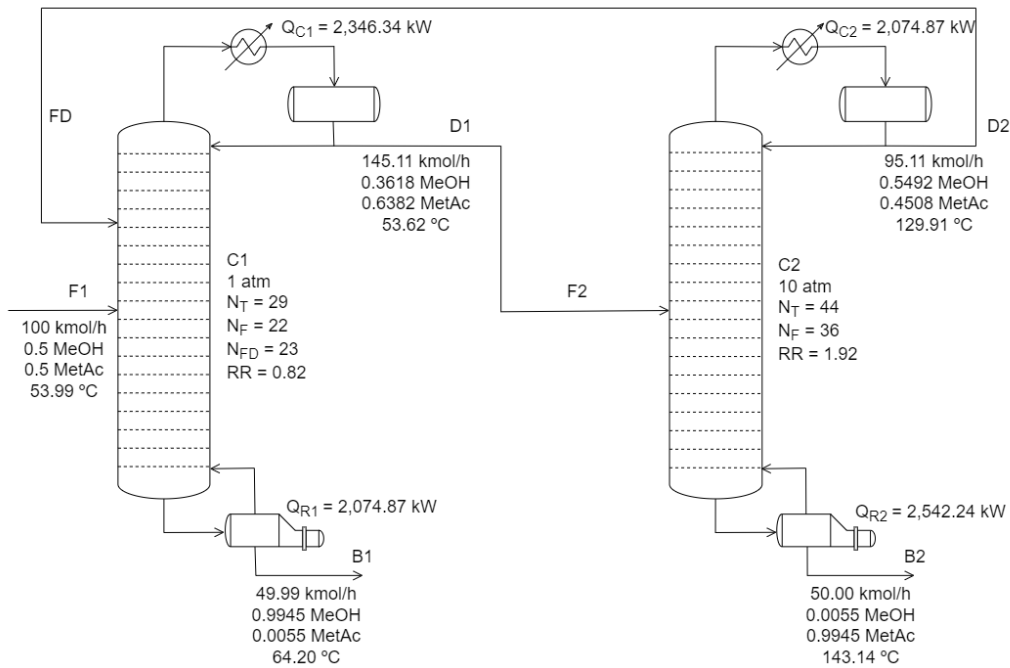 Q_C1 = 2,346.34 kW
Q_C2 = 2,074.87 kW
FD
D1
D2
145.11 kmol/h
0.3618 MeOH
0.6382 MetAc
53.62 ºC
95.11 kmol/h
0.5492 MeOH
0.4508 MetAc
129.91 ºC
C1
1 atm
N_T = 29
N_F = 22
N_FD = 23
RR = 0.82
C2
10 atm
N_T = 44
N_F = 36
RR = 1.92
F1
100 kmol/h
0.5 MeOH
0.5 MetAc
53.99 ºC
F2
Q_R1 = 2,074.87 kW
Q_R2 = 2,542.24 kW
B1
49.99 kmol/h
0.9945 MeOH
0.0055 MetAc
64.20 ºC
B2
50.00 kmol/h
0.0055 MeOH
0.9945 MetAc
143.14 ºC